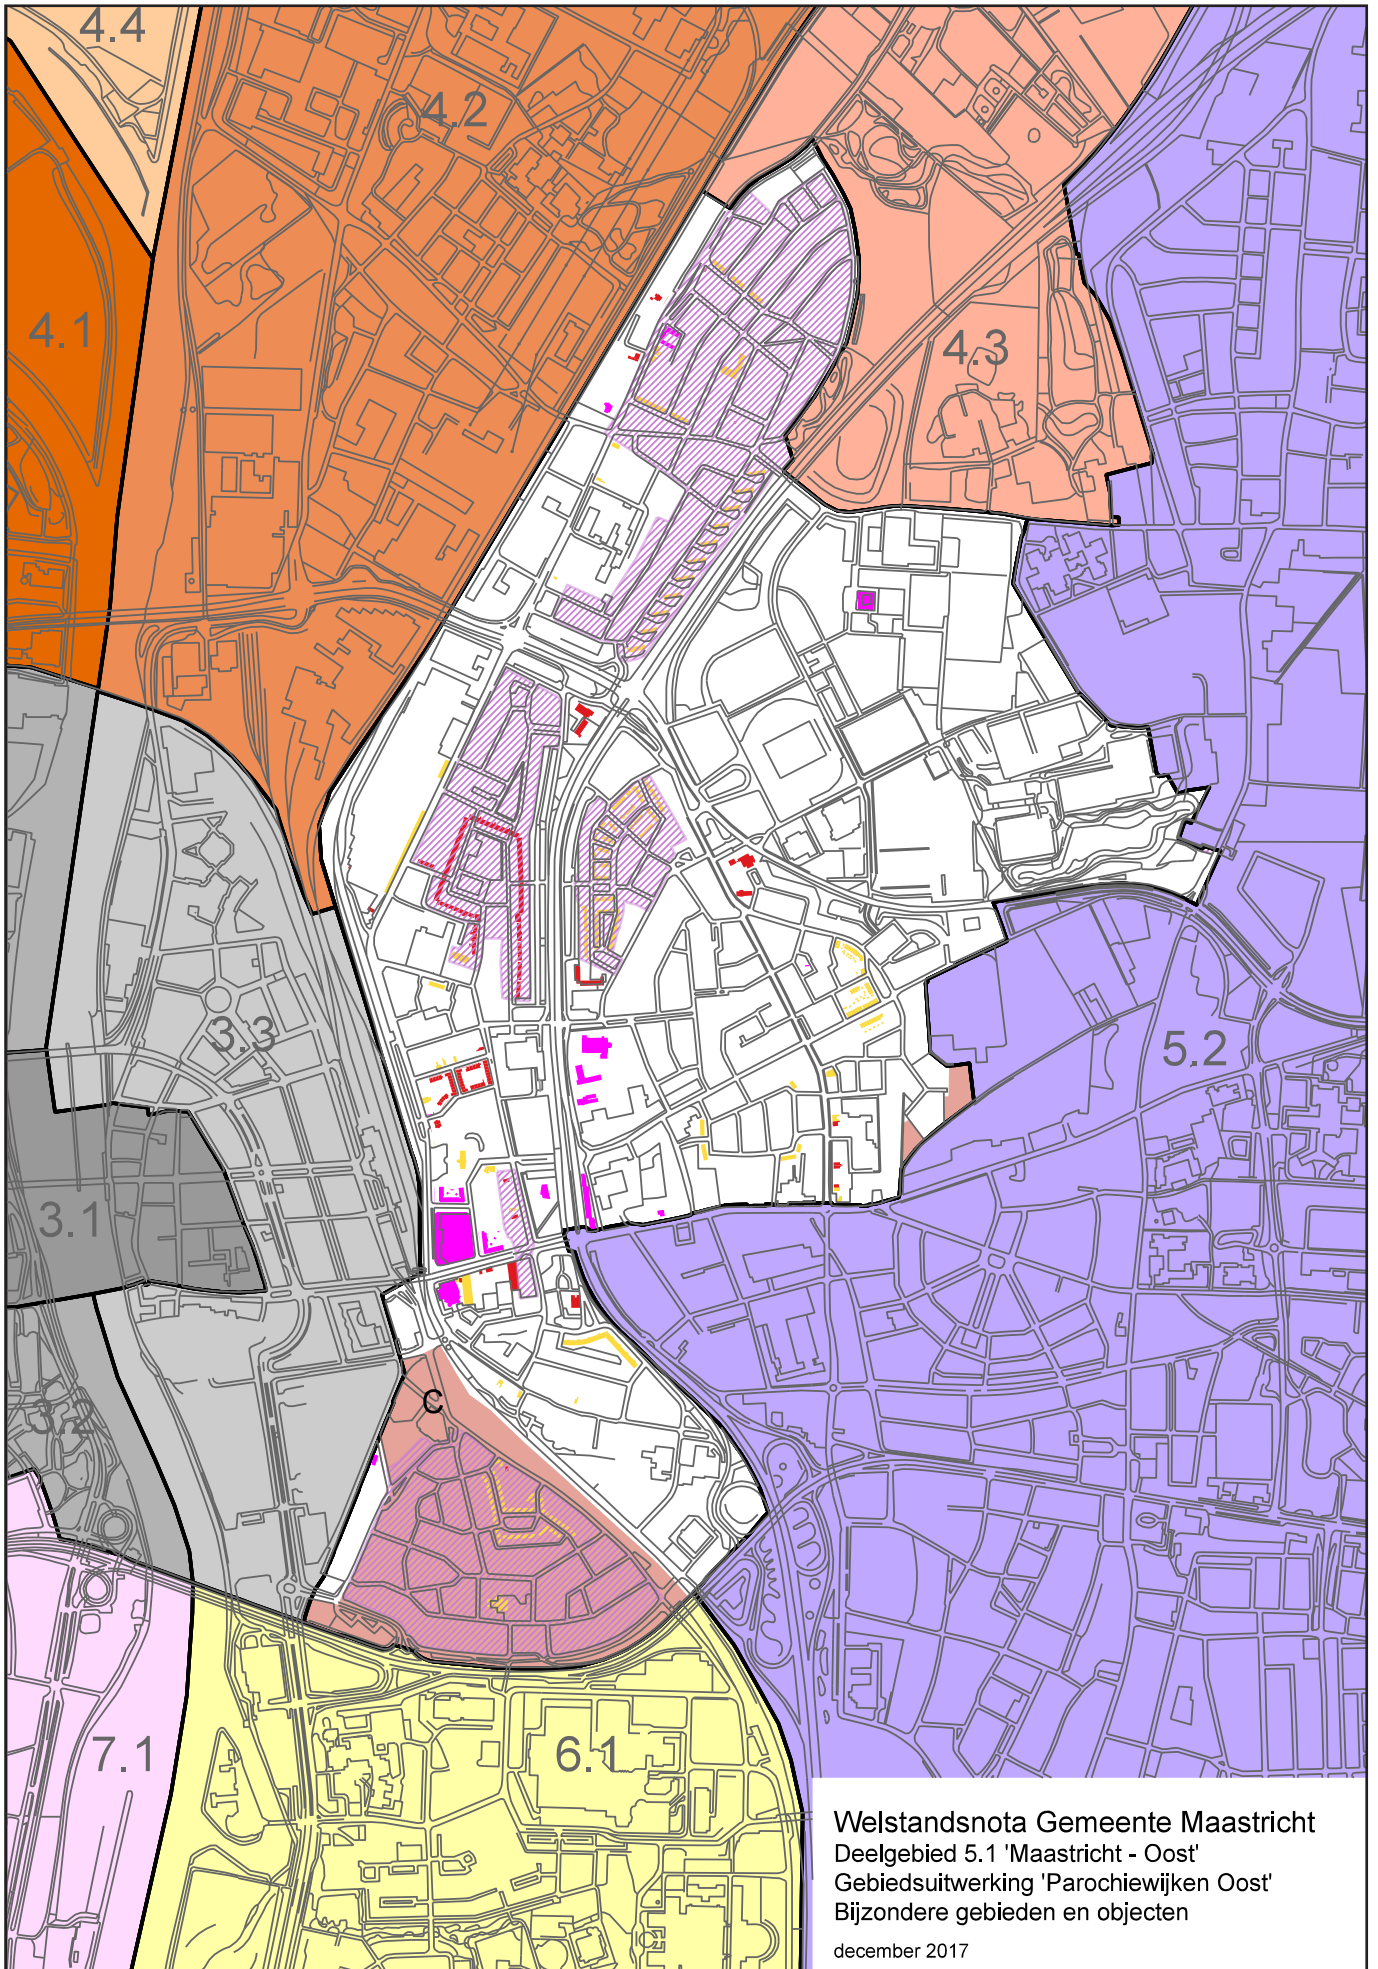 4.4
4.2
4.1
4.3
3.3
5.2
3.1
C
3.2
7.1
6.1
Welstandsnota Gemeente Maastricht
Deelgebied 5.1 'Maastricht - Oost'
Gebiedsuitwerking 'Parochiewijken Oost'
Bijzondere gebieden en objecten
december 2017